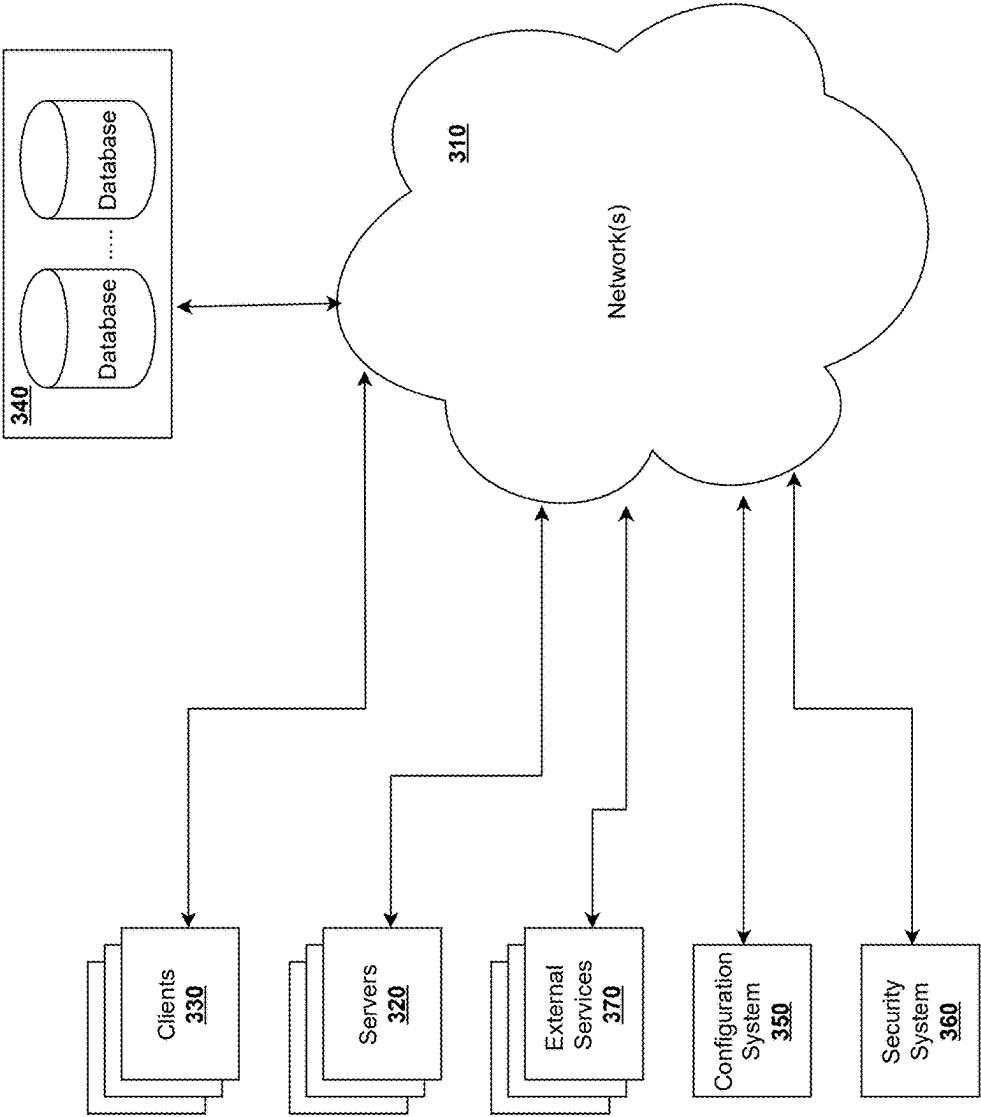 Clients
330
Servers
320
External
Services
370
Configuration
System
350
Security
System
360
340
Database
.....
Database
310
Network(s)